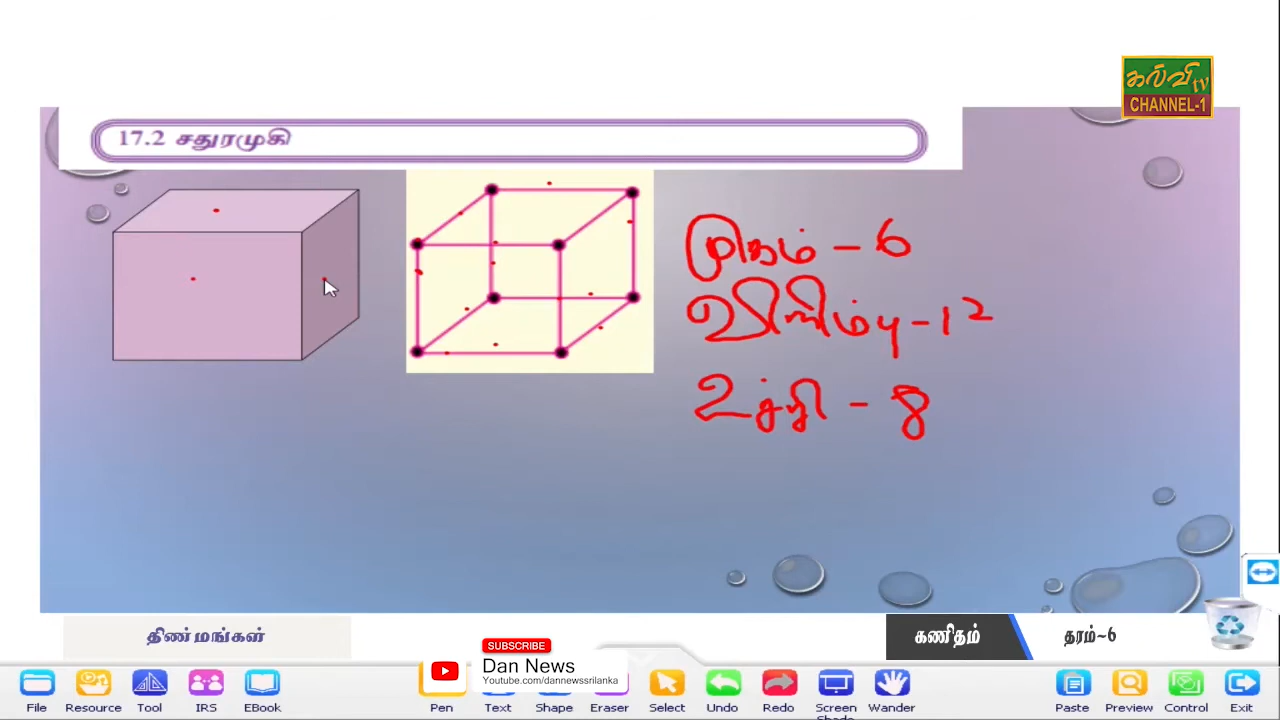 கல்வி tv
CHANNEL-1
17.2 சதுரமுகி
முகம் - 6
விளிம்பு - 12
உச்சி - 8
திண்மங்கள்
கணிதம்
தரம்-6
SUBSCRIBE
Dan News
Youtube.com/dannewssrilanka
File
Resource
Tool
IRS
EBook
Pen
Text
Shape
Eraser
Select
Undo
Redo
Screen
Wander
Paste
Preview
Control
Exit